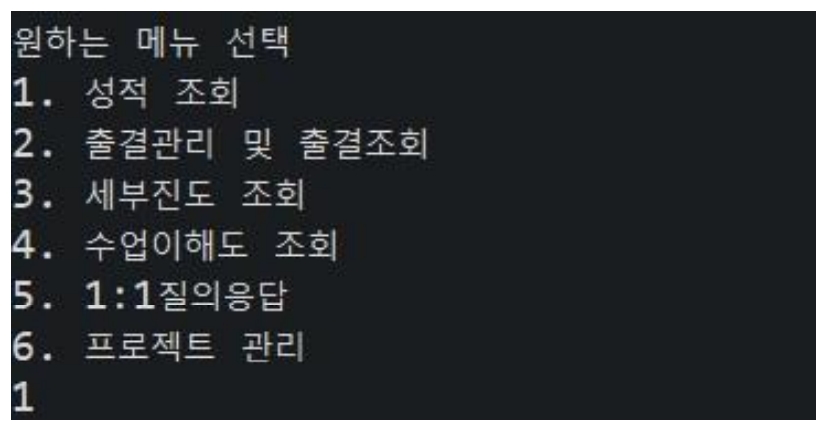 원하는 메뉴 선택
1. 성적 조회
2. 출결관리 및 출결조회
3. 세부진도 조회
4. 수업이해도 조회
5. 1:1질의응답
6. 프로젝트 관리
1